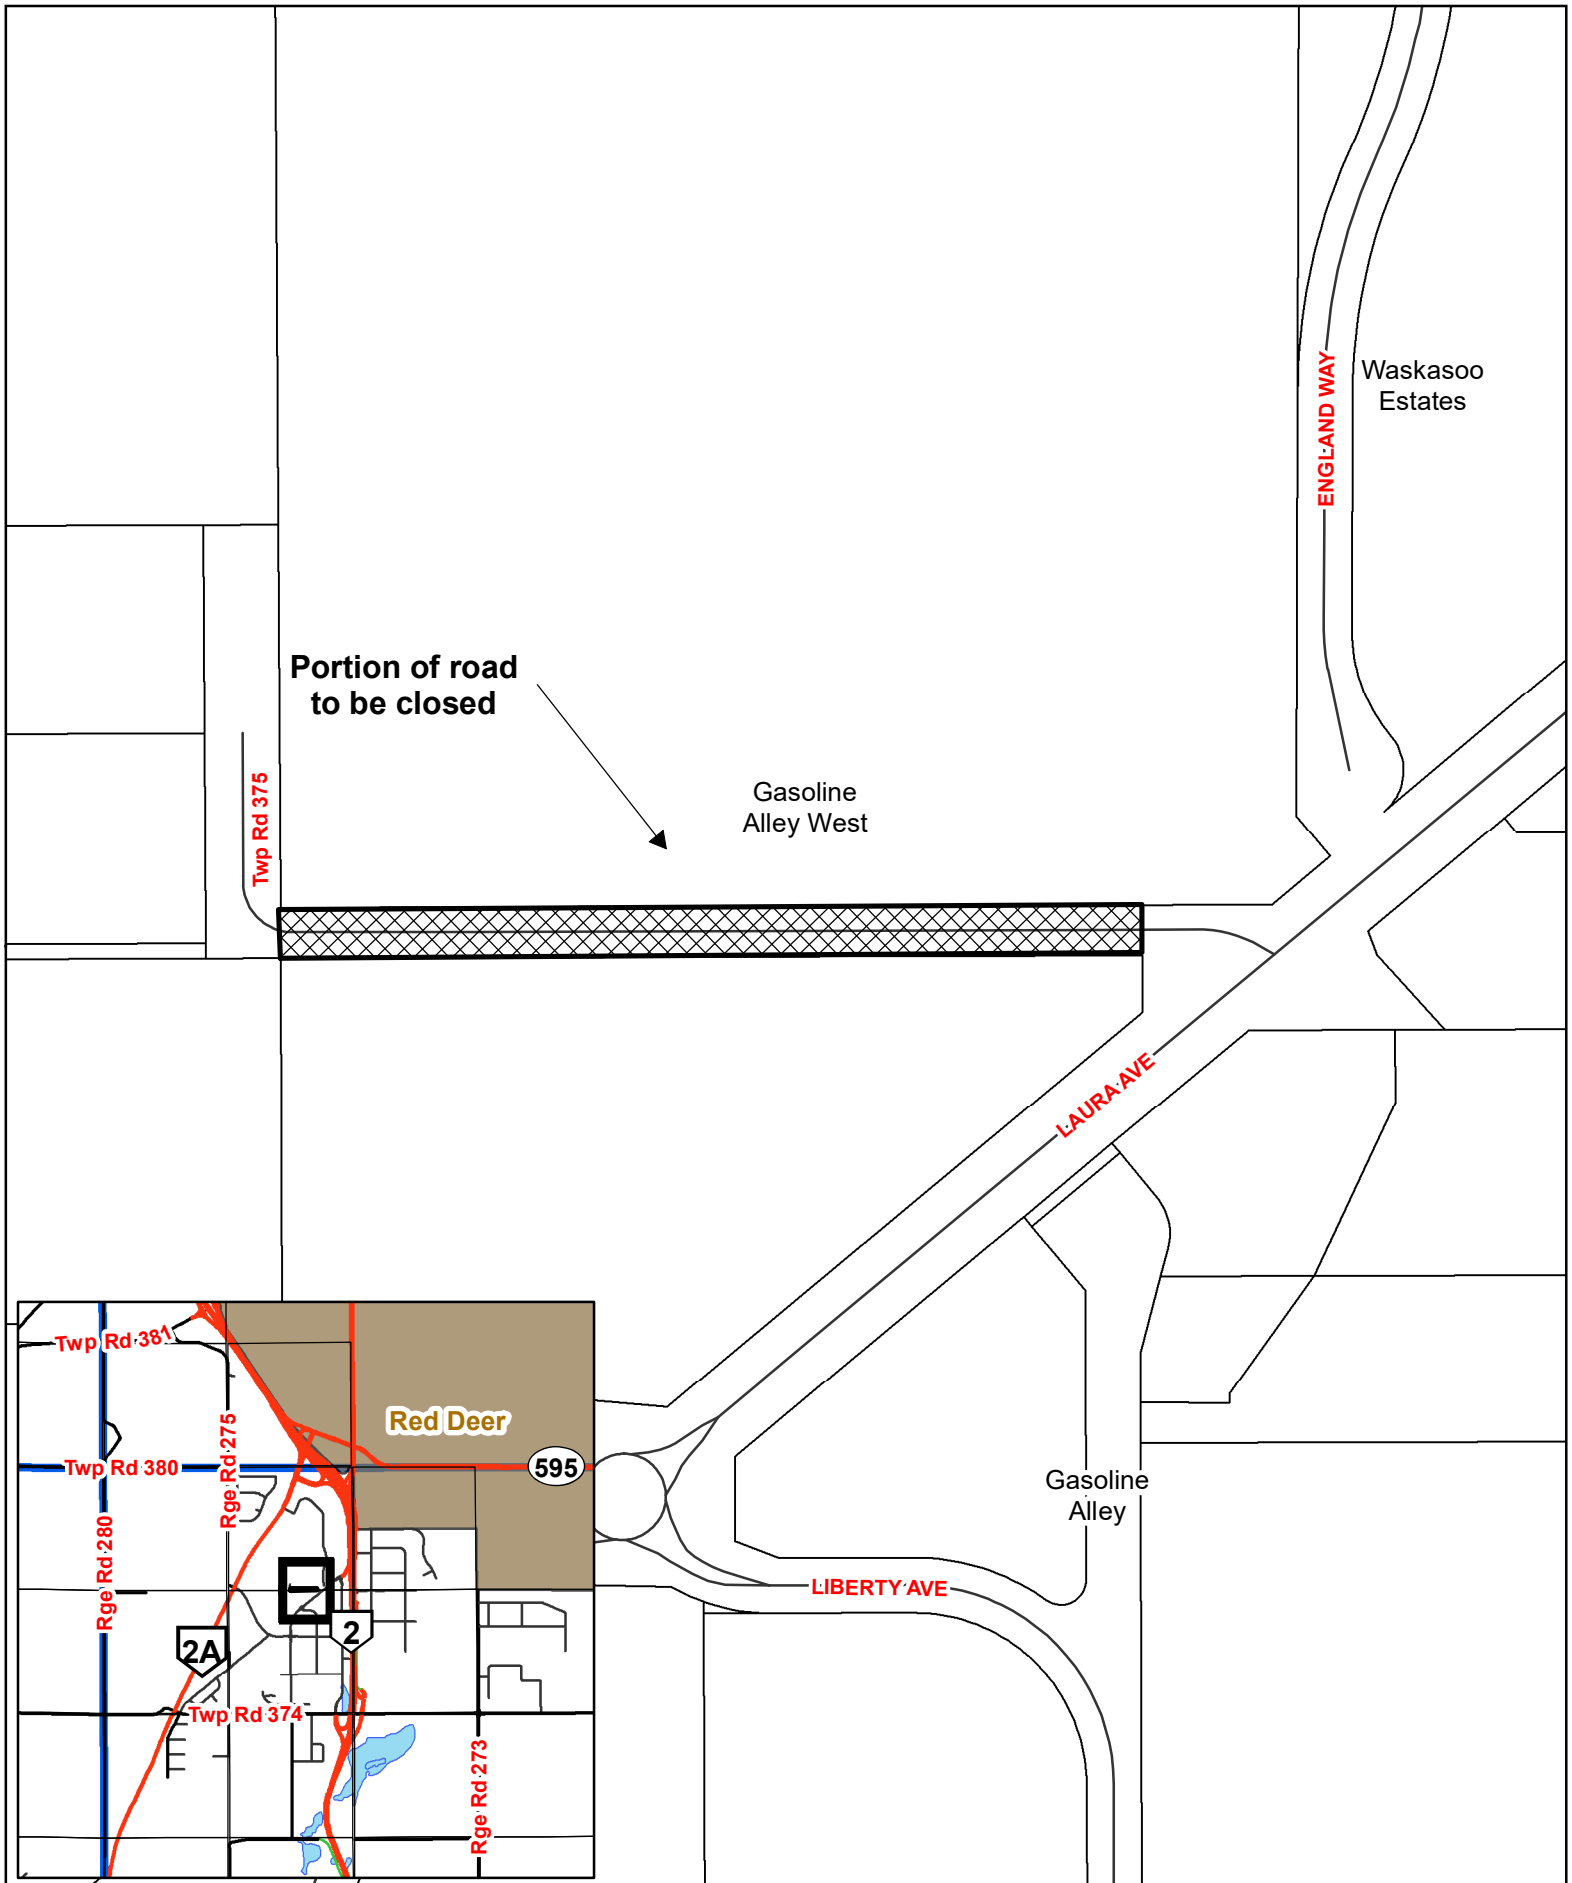 Waskasoo
Estates
ENGLAND WAY
Portion of road
to be closed
Twp Rd 375
Gasoline
Alley West
LAURA AVE
Gasoline
Alley
LIBERTY AVE
Twp Rd 381
Red Deer
Rge Rd 275
Twp Rd 380
595
Rge Rd 280
2
2A
Twp Rd 374
Rge Rd 273